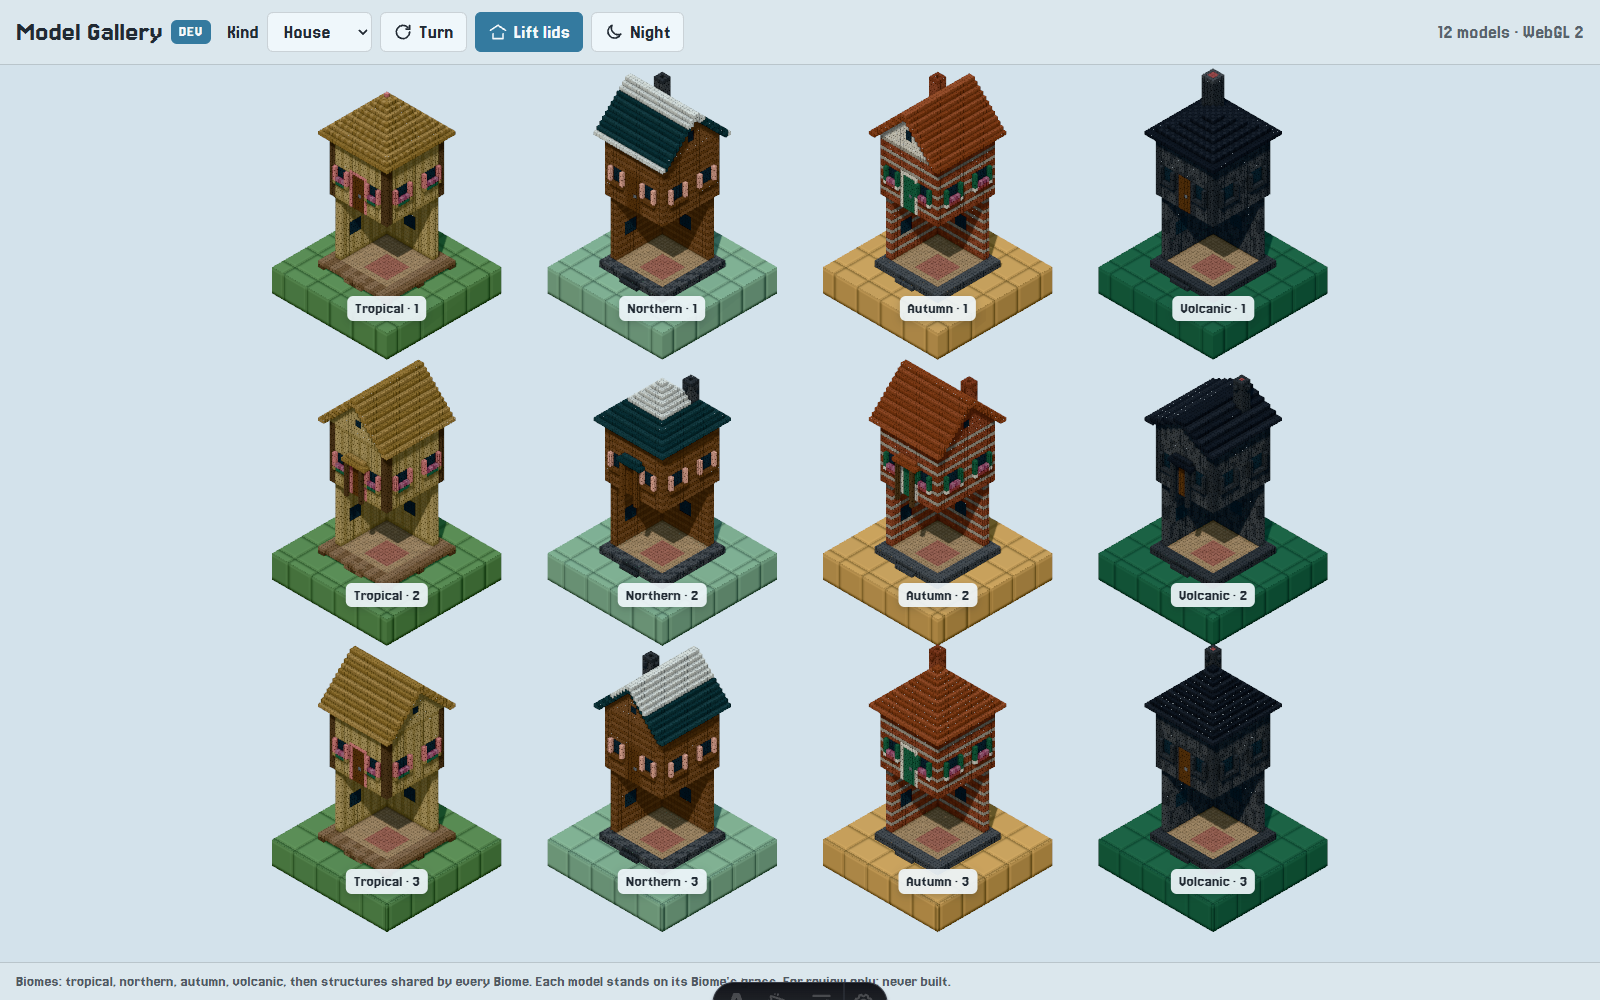 Model Gallery DEV Kind House Turn Lift lids Night 12 models · WebGL 2
Tropical · 1
Northern · 1
Autumn · 1
Volcanic · 1
Tropical · 2
Northern · 2
Autumn · 2
Volcanic · 2
Tropical · 3
Northern · 3
Autumn · 3
Volcanic · 3
Biomes: tropical, northern, autumn, volcanic, then structures shared by every Biome. Each model stands on its Biome's grass. For review only; never built.